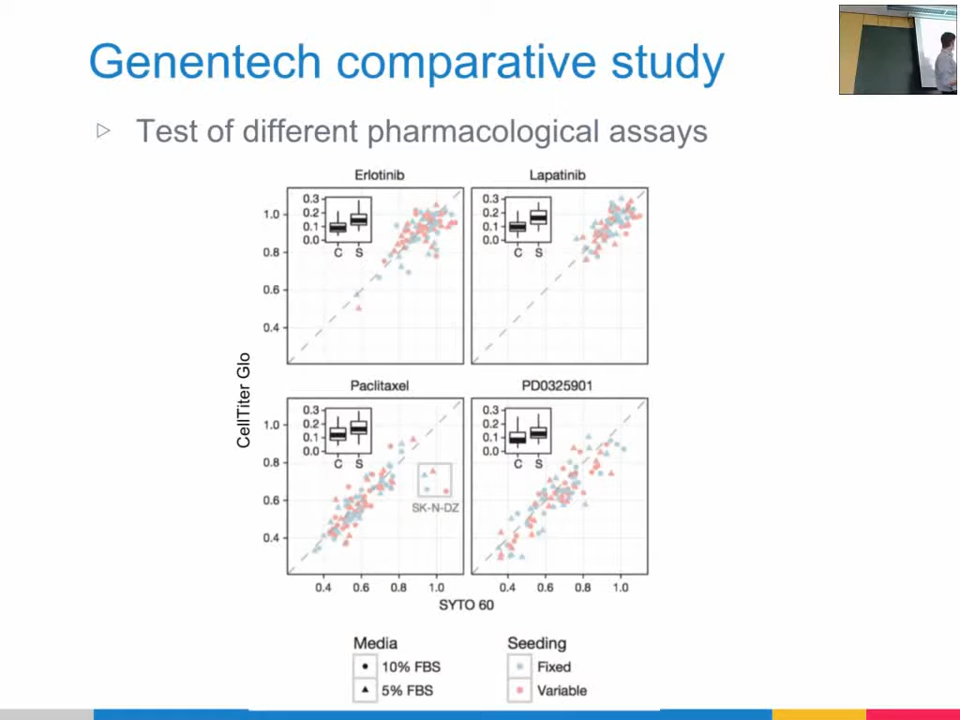 Genentech comparative study
Test of different pharmacological assays
Erlotinib
Lapatinib
0.3
0.2
0.1
0.0
C S
0.3
0.2
0.1
0.0
C S
1.0
0.8
0.6
0.4
CellTiter Glo
Paclitaxel
PD0325901
0.3
0.2
0.1
0.0
C S
0.3
0.2
0.1
0.0
C S
1.0
0.8
0.6
0.4
SK-N-DZ
0.4 0.6 0.8 1.0
0.4 0.6 0.8 1.0
SYTO 60
Media
10% FBS
5% FBS
Seeding
Fixed
Variable